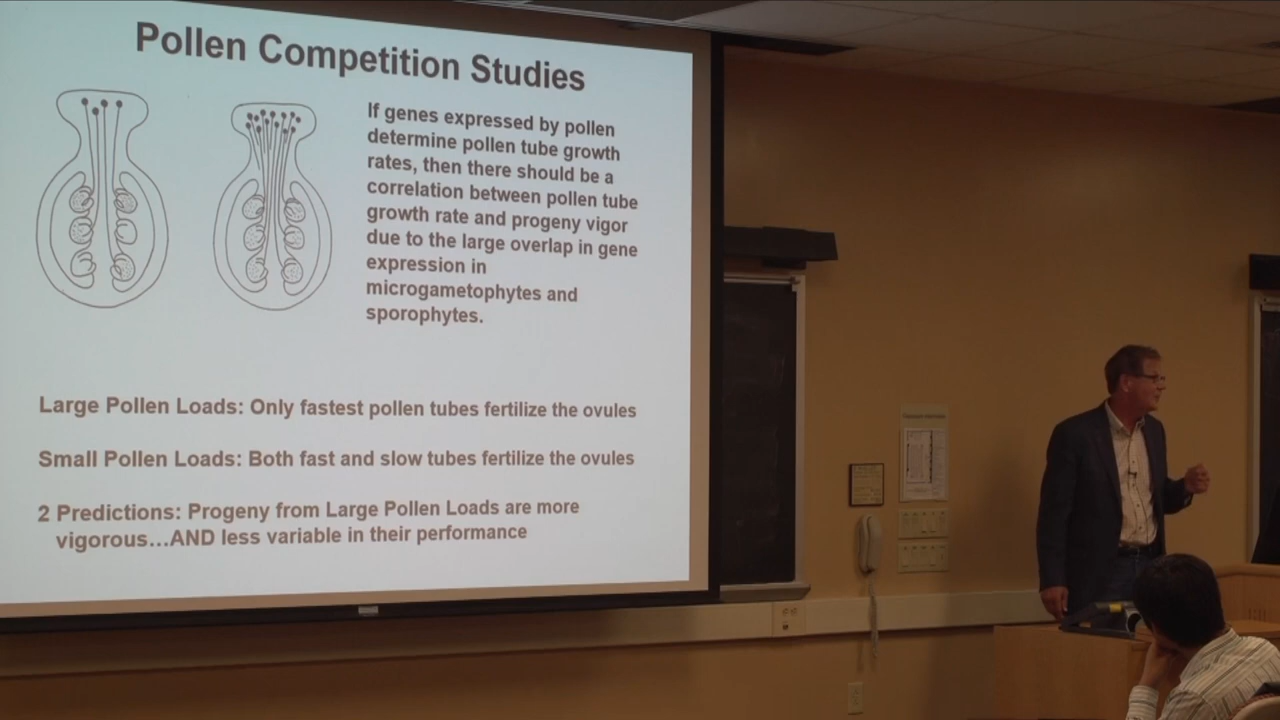 Pollen Competition Studies
If genes expressed by pollen
determine pollen tube growth
rates, then there should be a
correlation between pollen tube
growth rate and progeny vigor
due to the large overlap in gene
expression in
microgametophytes and
sporophytes.
Large Pollen Loads: Only fastest pollen tubes fertilize the ovules
Small Pollen Loads: Both fast and slow tubes fertilize the ovules
2 Predictions: Progeny from Large Pollen Loads are more
vigorous...AND less variable in their performance